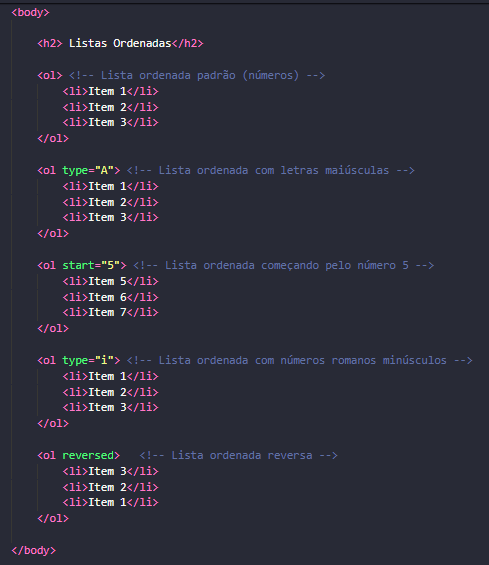 <body>
<h2> Listas Ordenadas</h2>
<ol> <!-- Lista ordenada padrão (números) -->
<li>Item 1</li>
<li>Item 2</li>
<li>Item 3</li>
</ol>
<ol type="A"> <!-- Lista ordenada com letras maiúsculas -->
<li>Item 1</li>
<li>Item 2</li>
<li>Item 3</li>
</ol>
<ol start="5"> <!-- Lista ordenada começando pelo número 5 -->
<li>Item 5</li>
<li>Item 6</li>
<li>Item 7</li>
</ol>
<ol type="i"> <!-- Lista ordenada com números romanos minúsculos -->
<li>Item 1</li>
<li>Item 2</li>
<li>Item 3</li>
</ol>
<ol reversed> <!-- Lista ordenada reversa -->
<li>Item 3</li>
<li>Item 2</li>
<li>Item 1</li>
</ol>
</body>